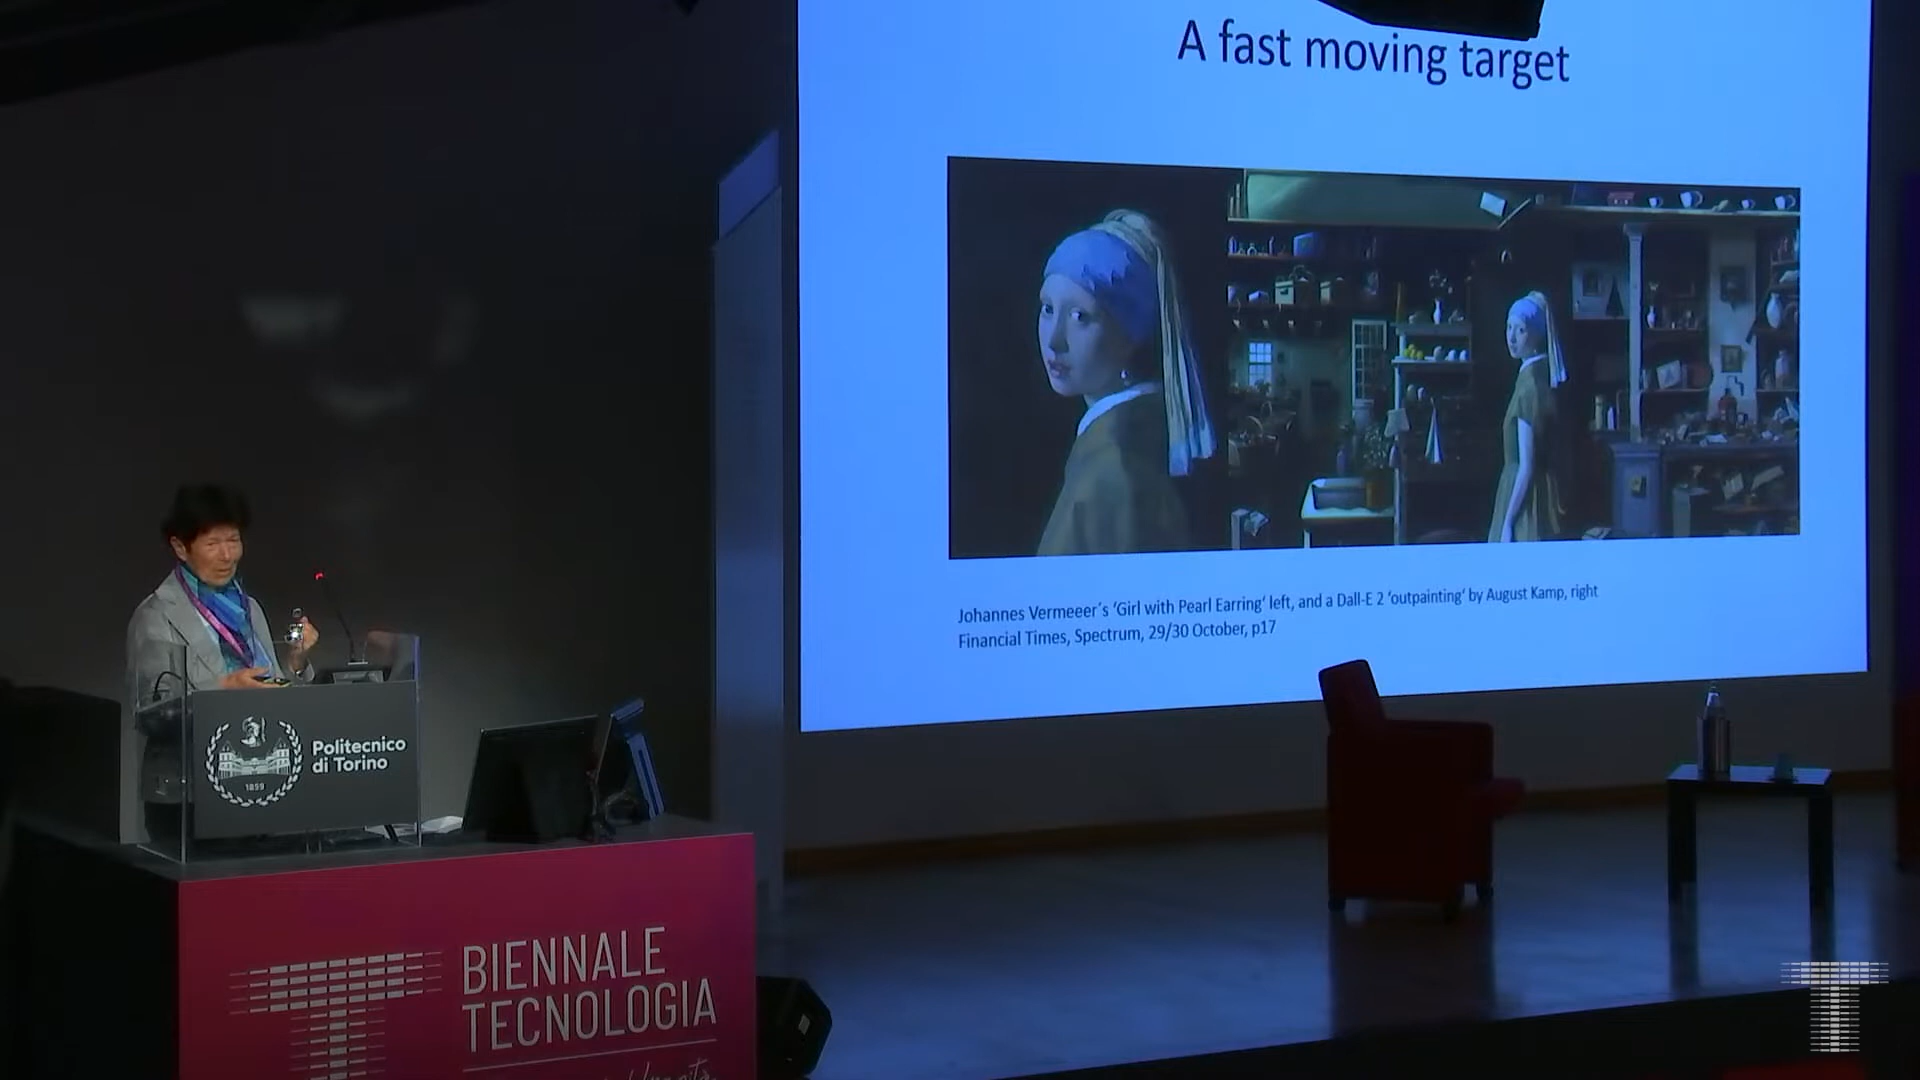 A fast moving target
Johannes Vermeeer´s ‘Girl with Pearl Earring‘ left, and a Dall-E 2 ‘outpainting‘ by August Kamp, right
Financial Times, Spectrum, 29/30 October, p17
Politecnico
di Torino
1859
BIENNALE
TECNOLOGIA